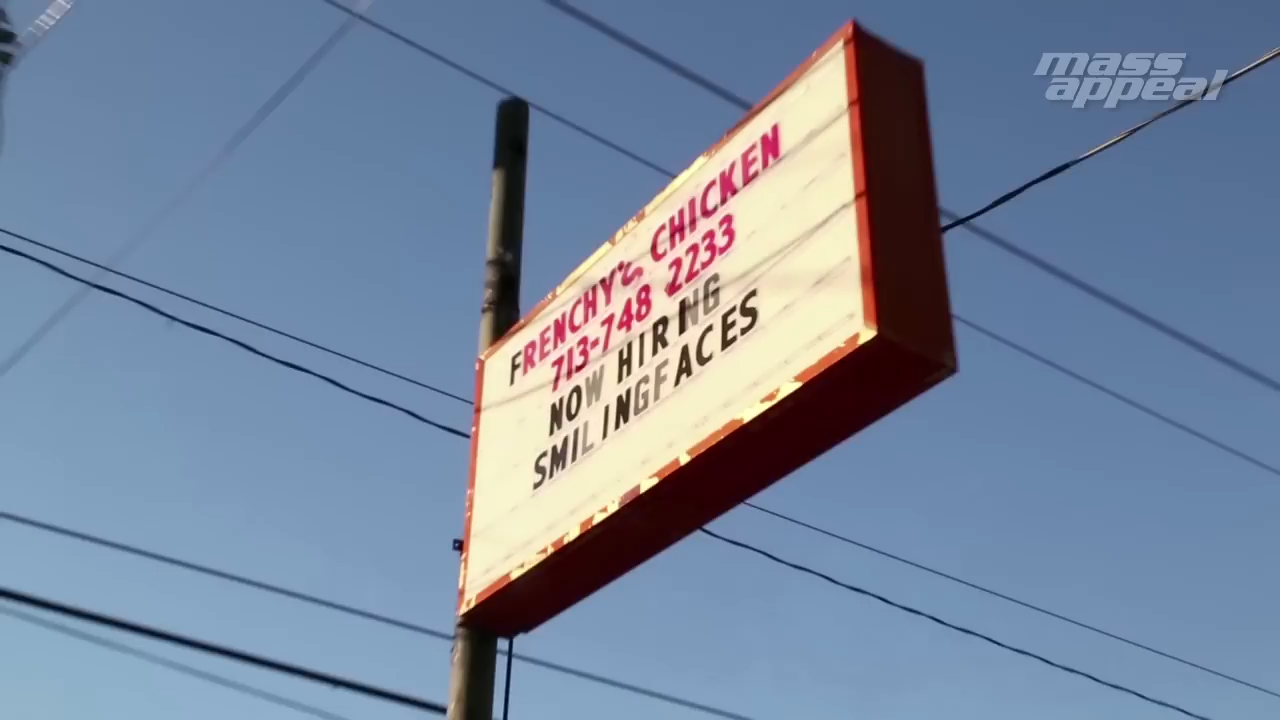 mass
appeal
FRENCHY'S CHICKEN
713-748 2233
NOW HIRING
SMILINGFACES